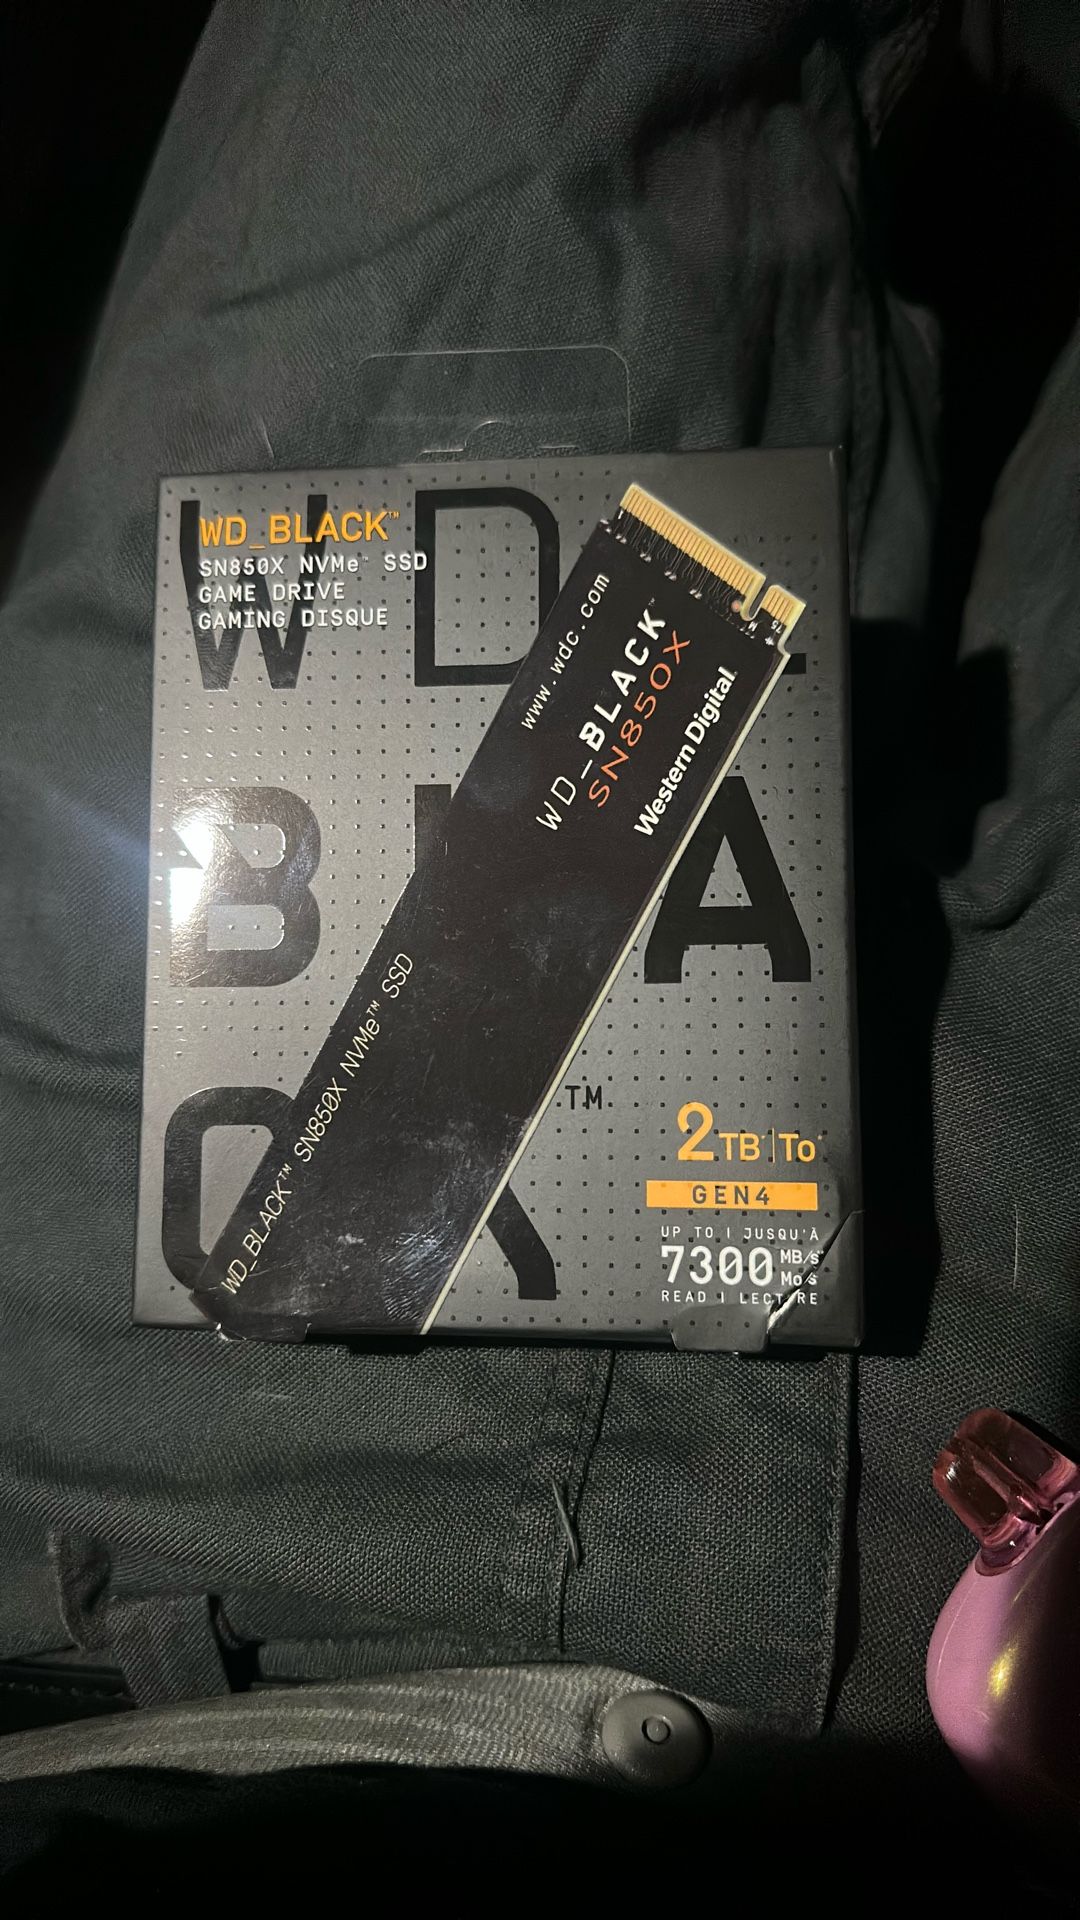 WD_BLACK™
SN850X NVMe™ SSD
GAME DRIVE
GAMING DISQUE
www.wdc.com
WD_BLACK™
SN850X
Western Digital
WD_BLACK™ SN850X NVMe™ SSD
™
2TB|To
GEN4
UP TO | JUSQU'À
7300 MB/s
Mo/s
READ | LECTURE